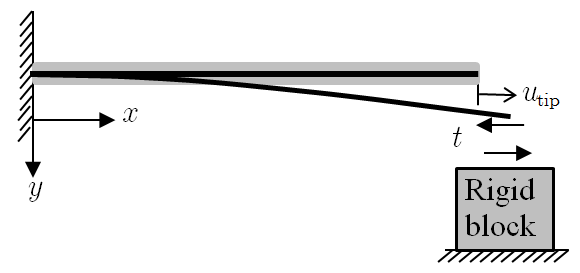 u_tip
x
t
y
Rigid
block